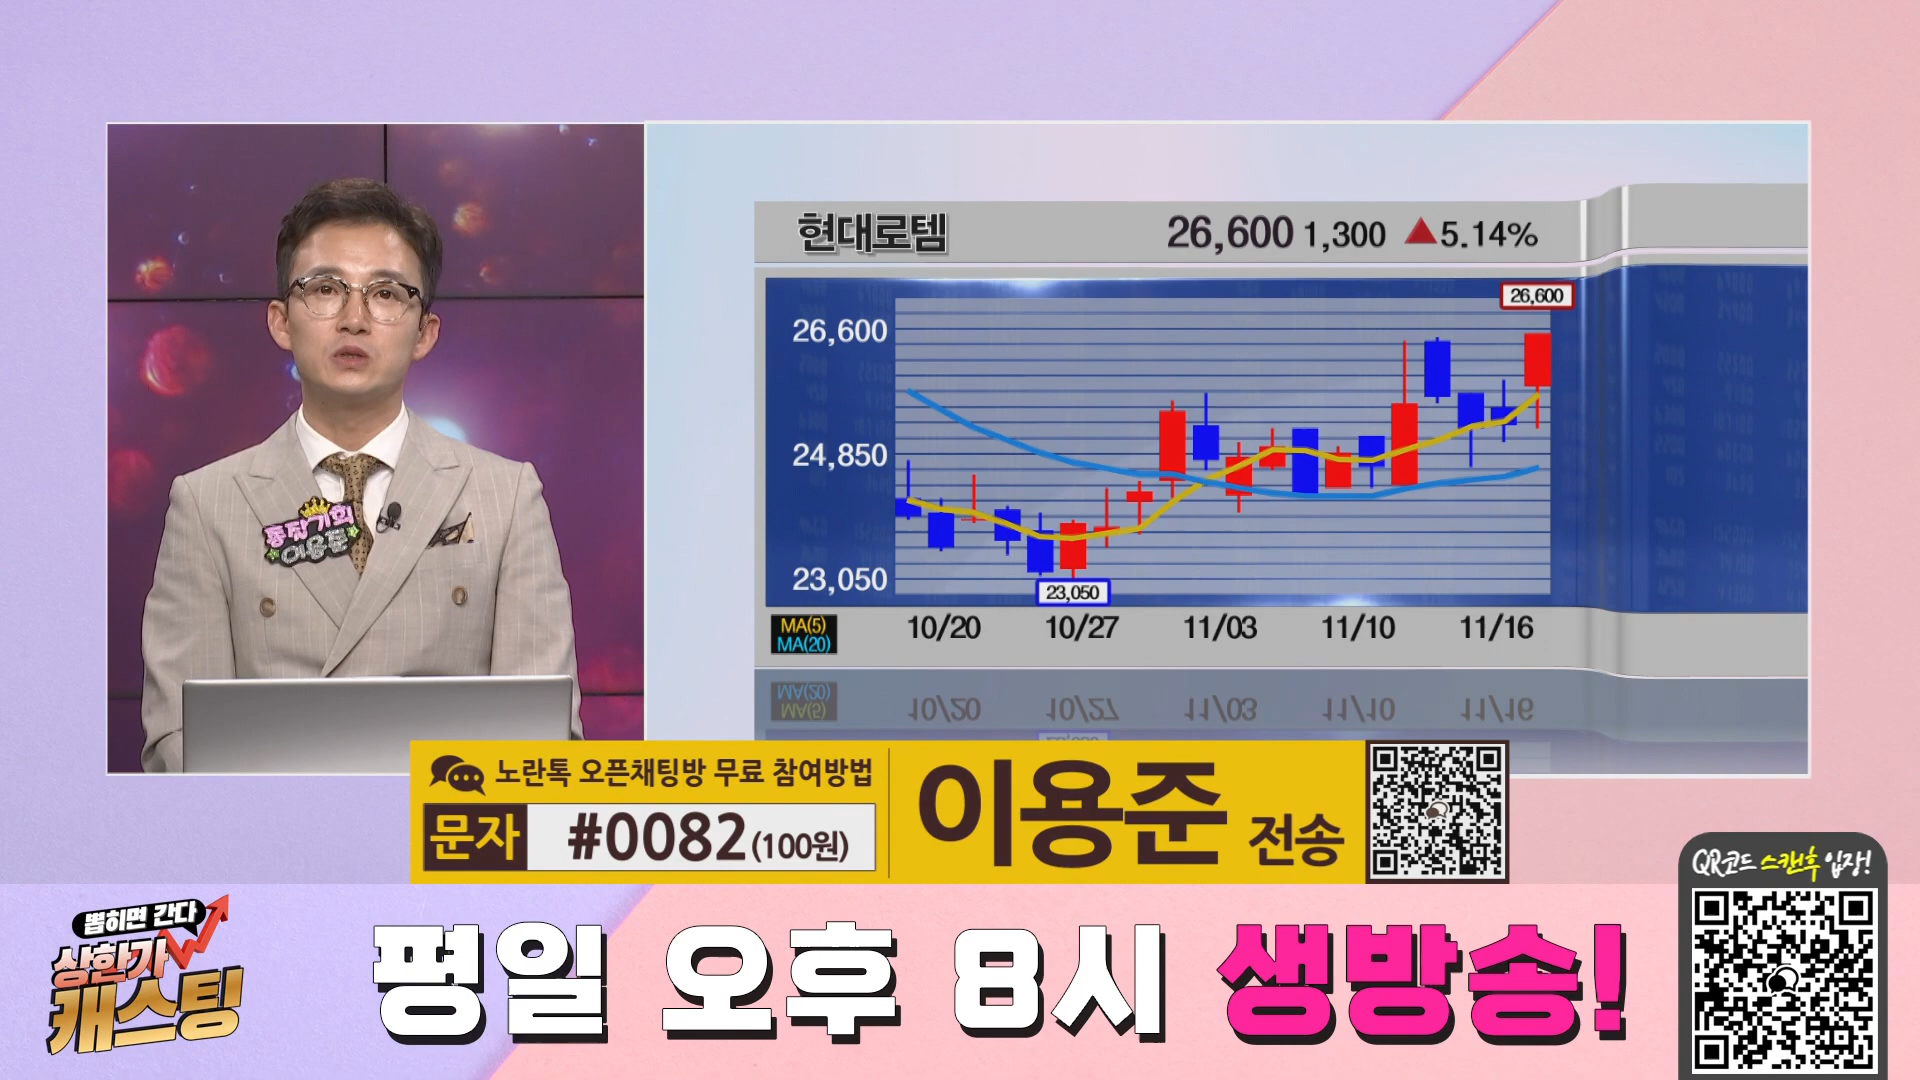 현대로템 26,600 1,300 ▲5.14%
26,600
26,600
24,850
23,050
23,050
MA(5)
MA(20)
10/20 10/27 11/03 11/10 11/16
이용준
노란톡 오픈채팅방 무료 참여방법
문자 #0082(100원)
이용준 전송
QR코드 스캔후 입장!
뽑히면 간다
상한가
캐스팅
평일 오후 8시 생방송!